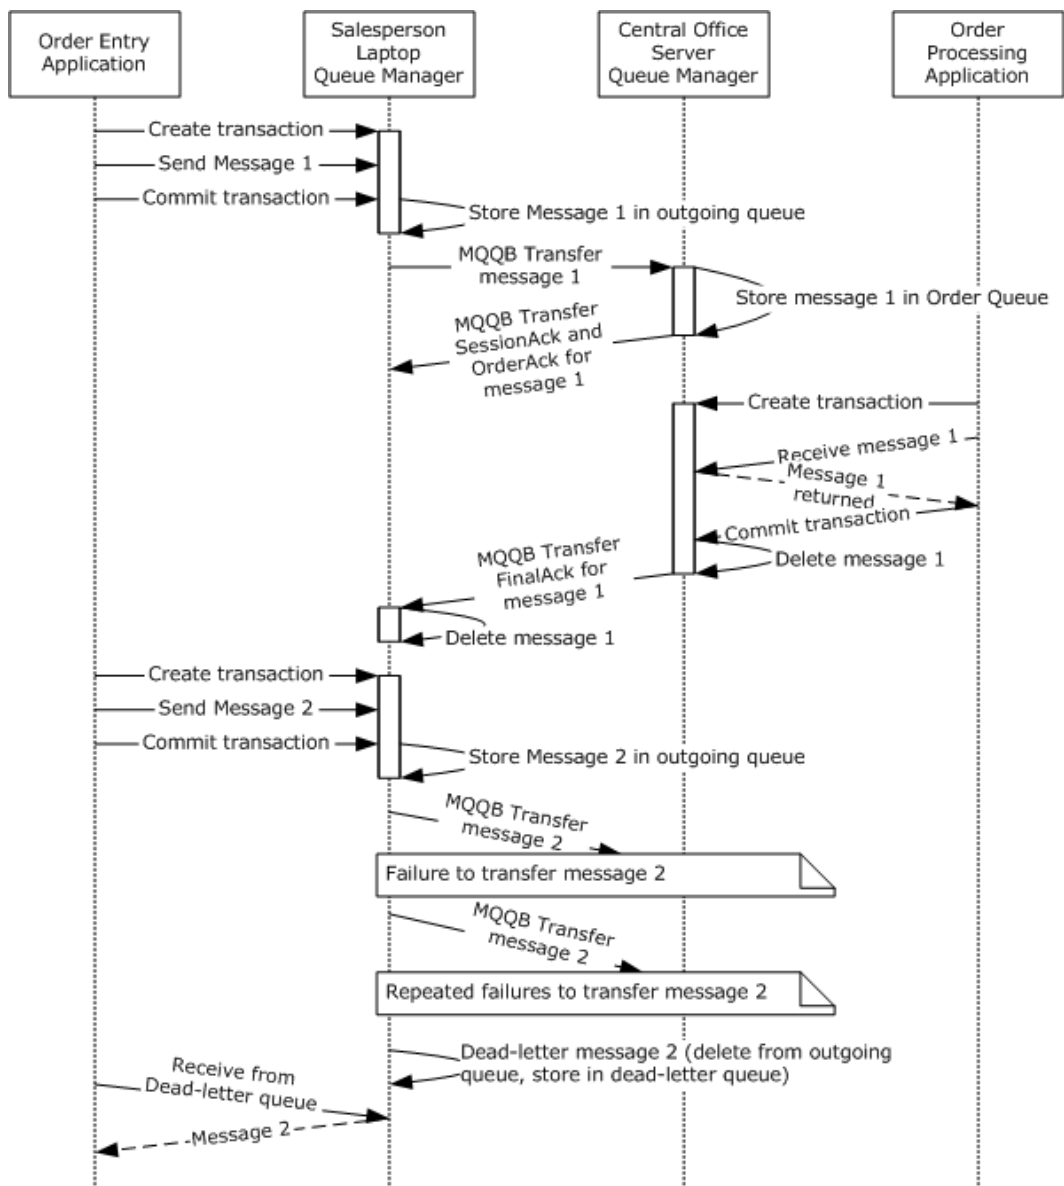 Order Entry
Application
Salesperson
Laptop
Queue Manager
Central Office
Server
Queue Manager
Order
Processing
Application
Create transaction
Send Message 1
Commit transaction
Store Message 1 in outgoing queue
MQQB Transfer
message 1
Store message 1 in Order Queue
MQQB Transfer
SessionAck and
OrderAck for
message 1
Create transaction
Receive message 1
Message 1
returned
Commit transaction
Delete message 1
MQQB Transfer
FinalAck for
message 1
Delete message 1
Create transaction
Send Message 2
Commit transaction
Store Message 2 in outgoing queue
MQQB Transfer
message 2
Failure to transfer message 2
MQQB Transfer
message 2
Repeated failures to transfer message 2
Dead-letter message 2 (delete from outgoing
queue, store in dead-letter queue)
Receive from
Dead-letter queue
Message 2